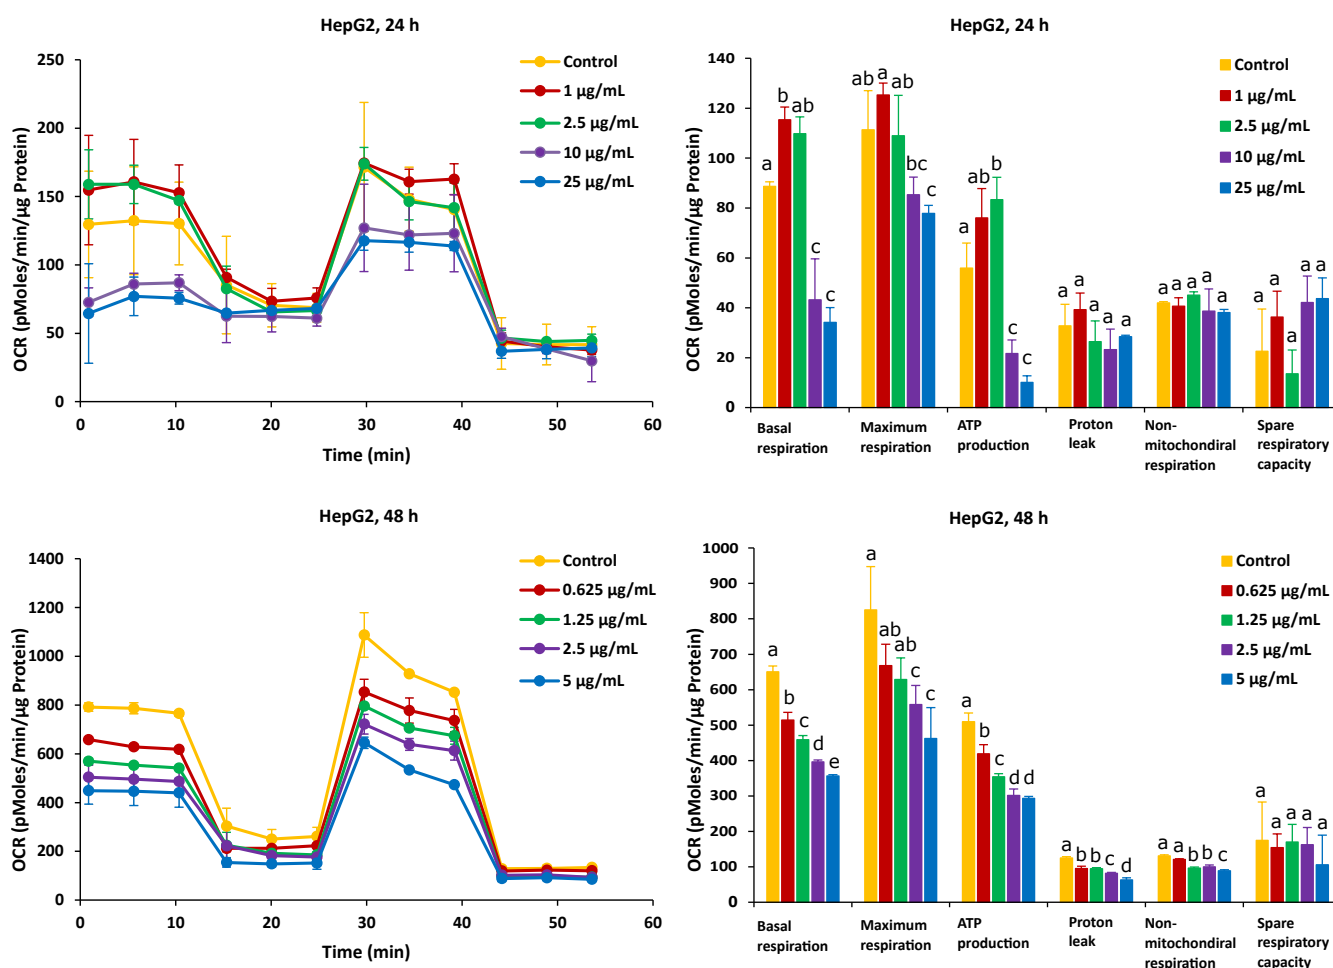 HepG2, 24 h
OCR (pMoles/min/µg Protein)
250
200
150
100
50
0
0 10 20 30 40 50 60
Time (min)
Control
1 µg/mL
2.5 µg/mL
10 µg/mL
25 µg/mL
HepG2, 24 h
OCR (pMoles/min/µg Protein)
140
120
100
80
60
40
20
0
a b ab c c
ab a ab bc c
a ab b c c
a a a a a
a a a a a
a a a a a
Control
1 µg/mL
2.5 µg/mL
10 µg/mL
25 µg/mL
Basal
respiration
Maximum
respiration
ATP
production
Proton
leak
Non-
mitochondiral
respiration
Spare
respiratory
capacity
HepG2, 48 h
OCR (pMoles/min/µg Protein)
1400
1200
1000
800
600
400
200
0
0 10 20 30 40 50 60
Time (min)
Control
0.625 µg/mL
1.25 µg/mL
2.5 µg/mL
5 µg/mL
HepG2, 48 h
OCR (pMoles/min/µg Protein)
1000
900
800
700
600
500
400
300
200
100
0
a b c d e
a ab ab c c
a b c d d
a b b c d
a a b b c
a a a a a
Control
0.625 µg/mL
1.25 µg/mL
2.5 µg/mL
5 µg/mL
Basal
respiration
Maximum
respiration
ATP
production
Proton
leak
Non-
mitochondiral
respiration
Spare
respiratory
capacity